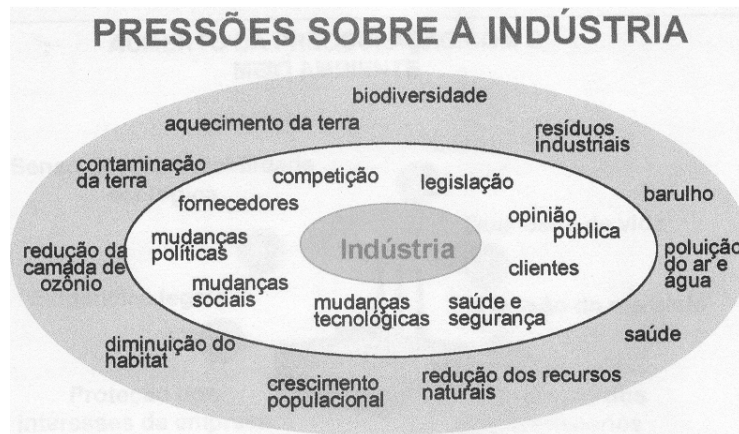 PRESSÕES SOBRE A INDÚSTRIA
biodiversidade
aquecimento da terra
resíduos
industriais
contaminação
da terra
competição
legislação
barulho
fornecedores
opinião
pública
mudanças
políticas
Indústria
redução da
camada de
ozônio
poluição
do ar e
água
clientes
mudanças
sociais
mudanças
tecnológicas
saúde e
segurança
saúde
diminuição do
habitat
crescimento
populacional
redução dos recursos
naturais